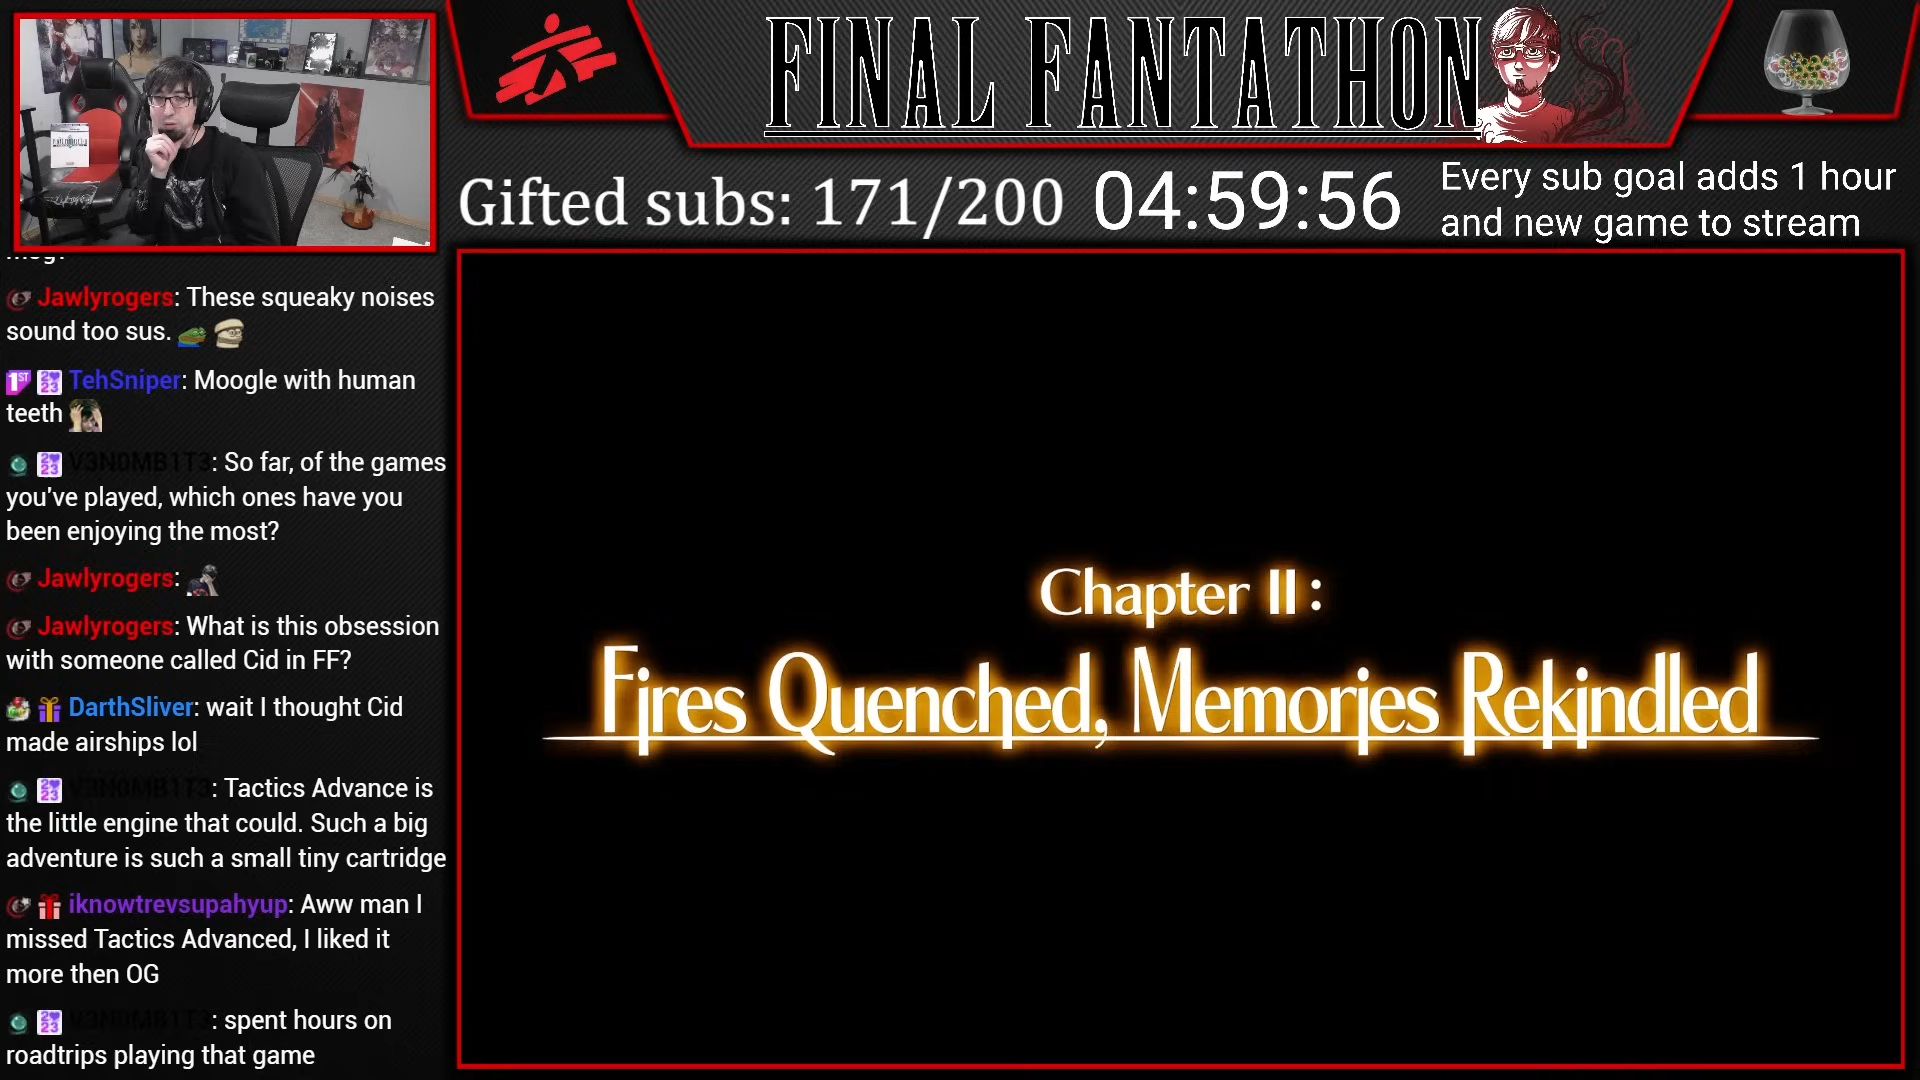 FINAL FANTATHON
Gifted subs: 171/200
04:59:56
Every sub goal adds 1 hour
and new game to stream
Jawlyrogers: These squeaky noises
sound too sus.
TehSniper: Moogle with human
teeth
V3N0MB1T3: So far, of the games
you've played, which ones have you
been enjoying the most?
Jawlyrogers:
Jawlyrogers: What is this obsession
with someone called Cid in FF?
DarthSliver: wait I thought Cid
made airships lol
V3N0MB1T3: Tactics Advance is
the little engine that could. Such a big
adventure is such a small tiny cartridge
iknowtrevsupahyup: Aww man I
missed Tactics Advanced, I liked it
more then OG
V3N0MB1T3: spent hours on
roadtrips playing that game
Chapter II:
Fires Quenched, Memories Rekindled